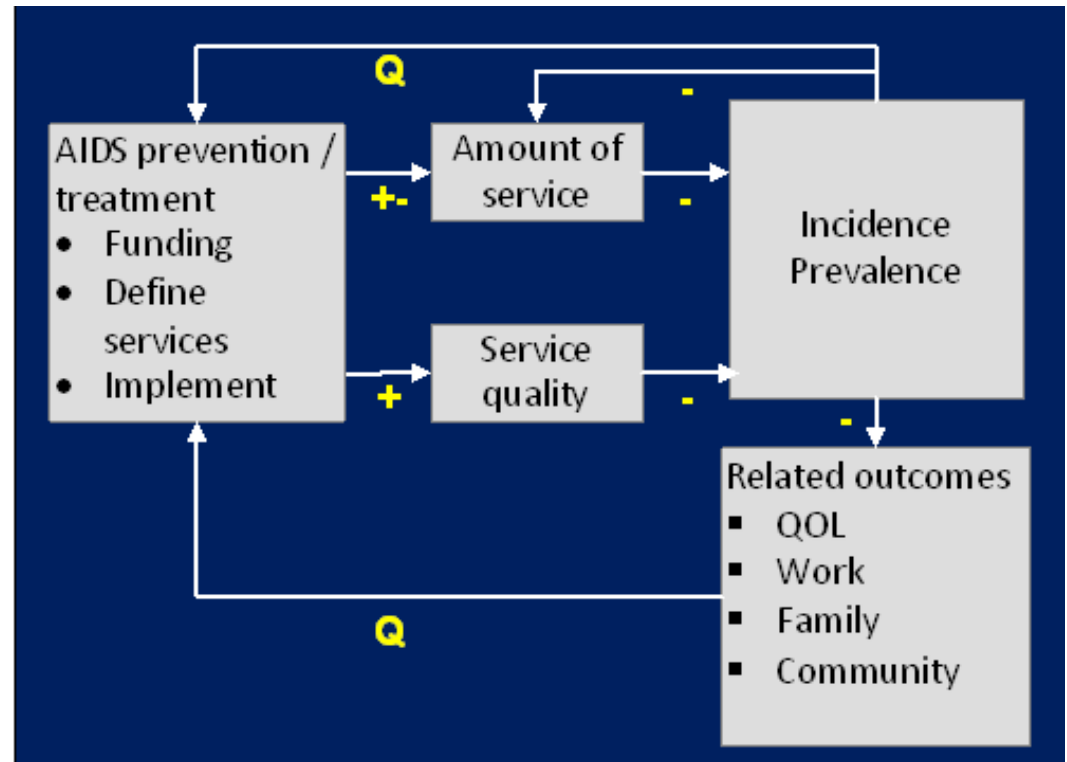 Q
-
AIDS prevention /
treatment
• Funding
• Define
services
• Implement
+-
Amount of
service
-
Incidence
Prevalence
+
Service
quality
-
-
Related outcomes
▪ QOL
▪ Work
▪ Family
▪ Community
Q